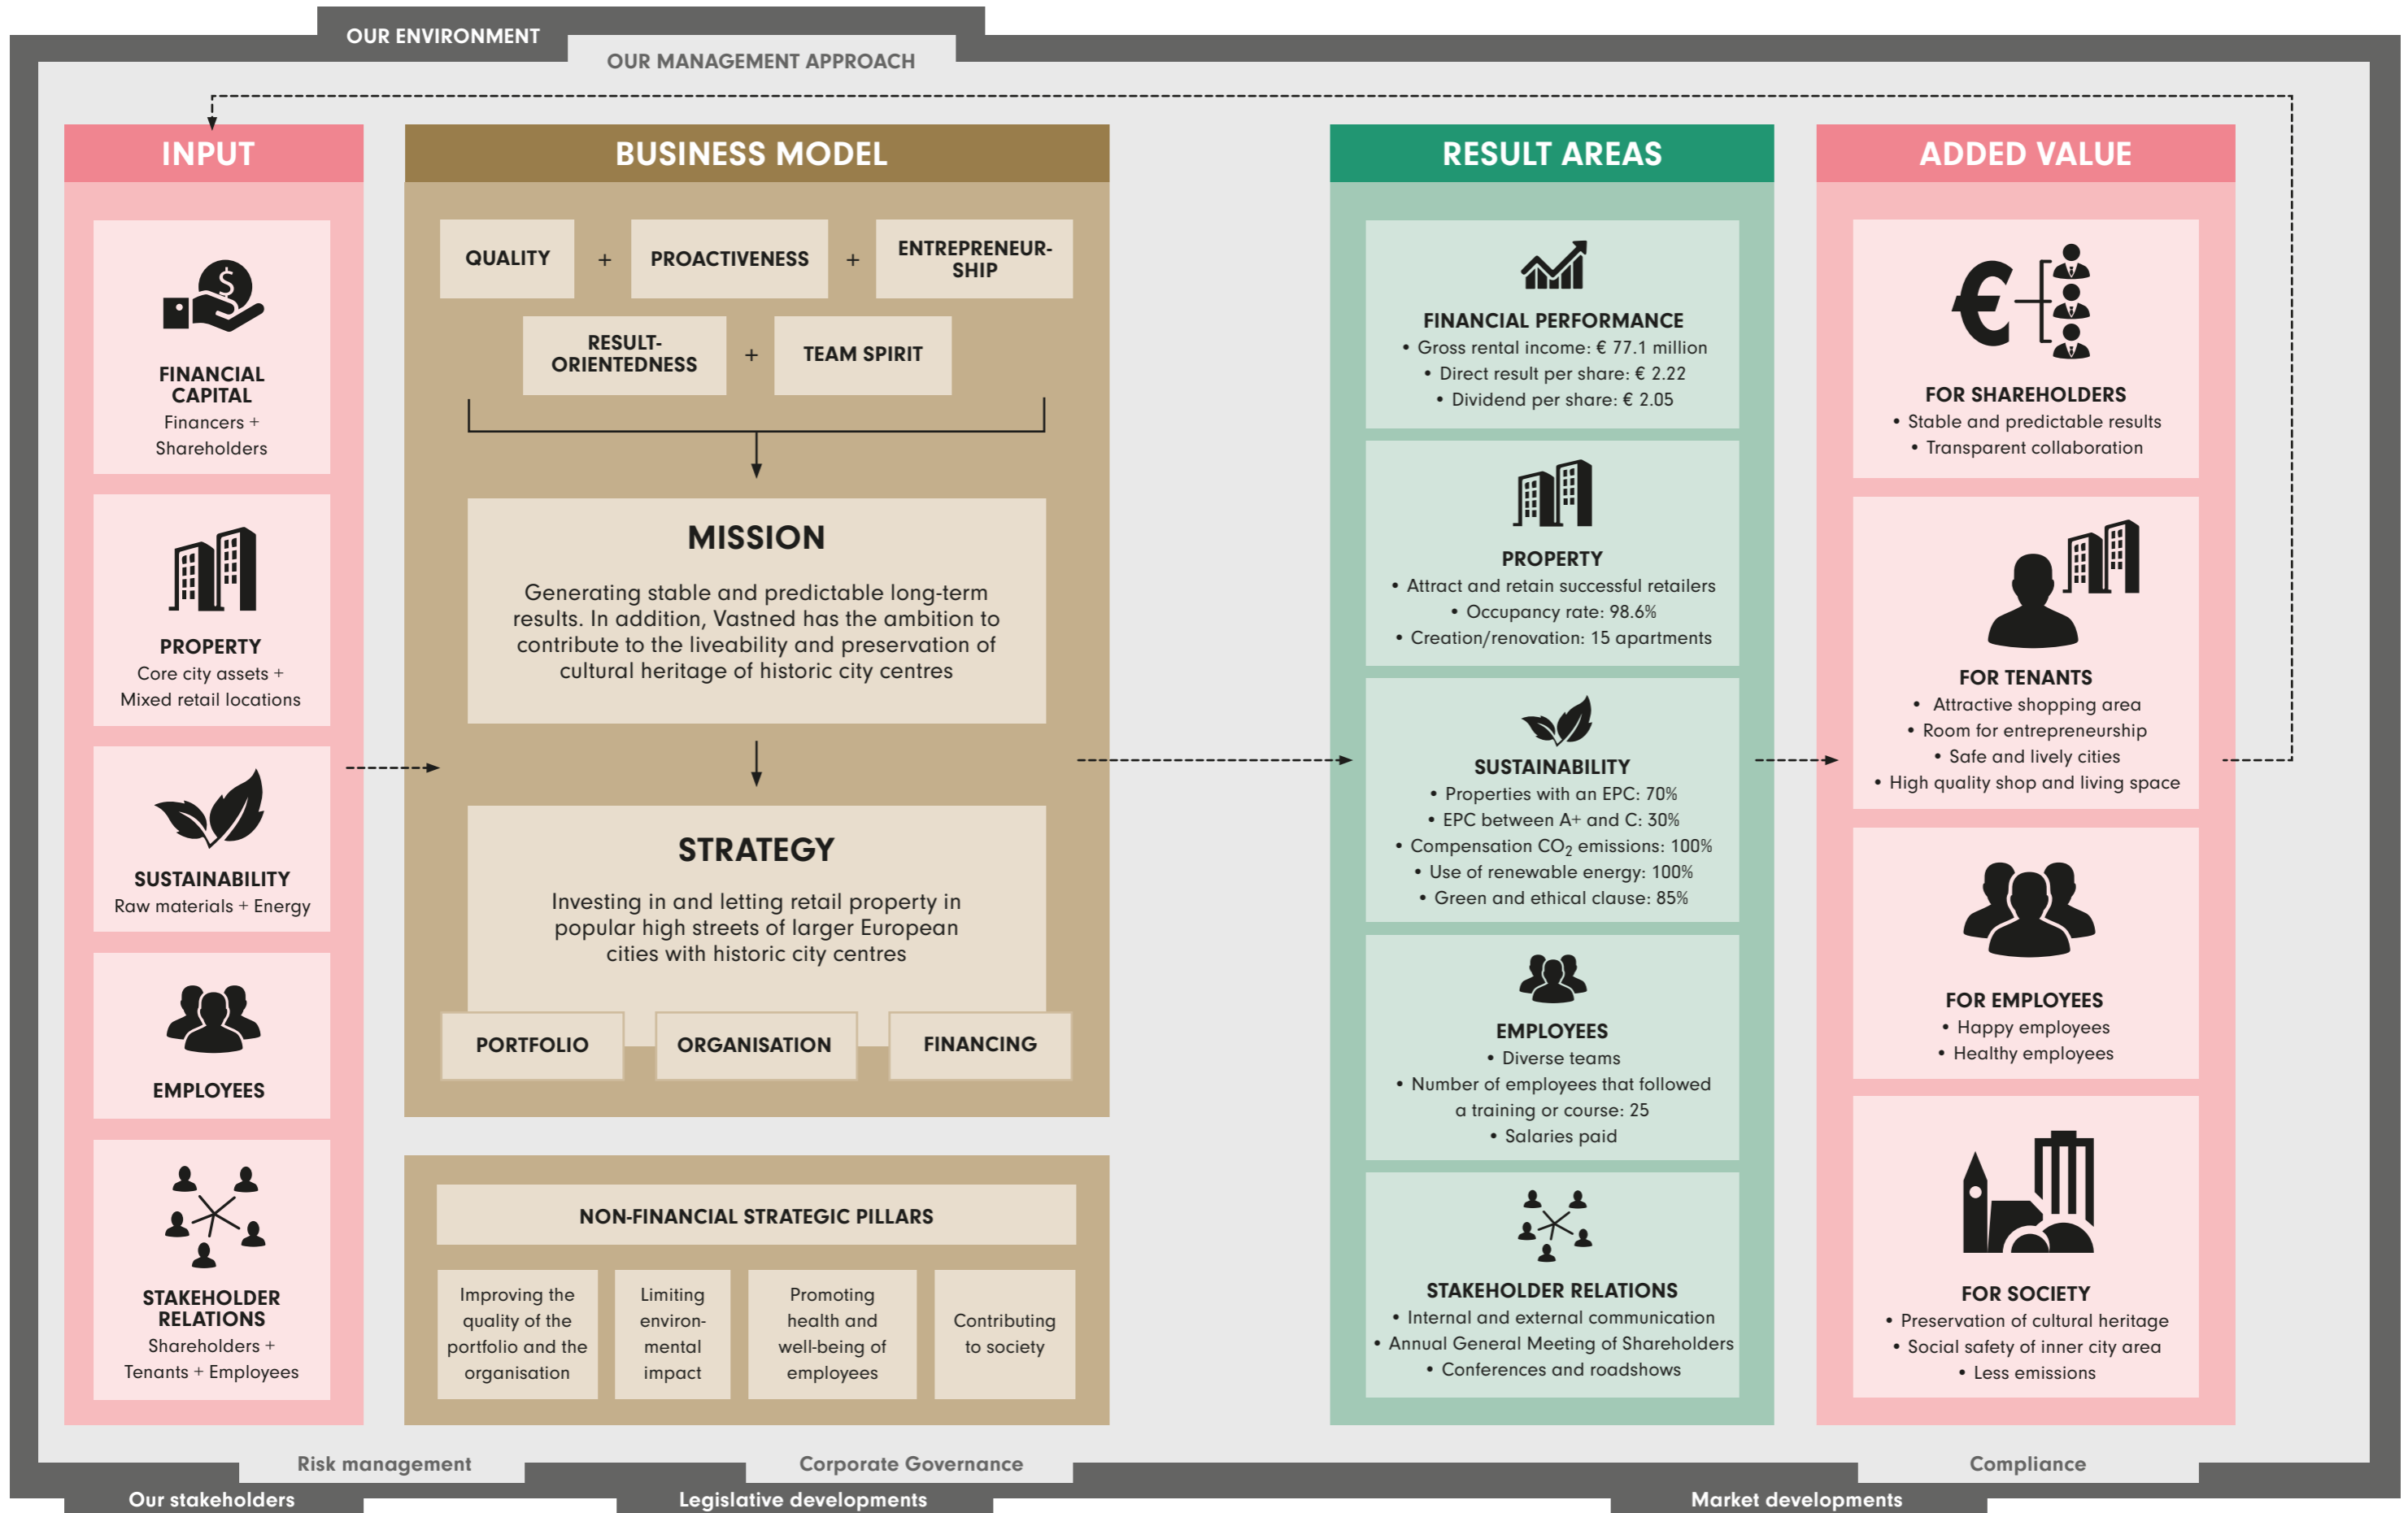 OUR ENVIRONMENT
OUR MANAGEMENT APPROACH
INPUT
FINANCIAL
CAPITAL
Financers +
Shareholders
PROPERTY
Core city assets +
Mixed retail locations
SUSTAINABILITY
Raw materials + Energy
EMPLOYEES
STAKEHOLDER
RELATIONS
Shareholders +
Tenants + Employees
BUSINESS MODEL
QUALITY + PROACTIVENESS + ENTREPRENEUR-
SHIP
RESULT-
ORIENTEDNESS + TEAM SPIRIT
MISSION
Generating stable and predictable long-term
results. In addition, Vastned has the ambition to
contribute to the liveability and preservation of
cultural heritage of historic city centres
STRATEGY
Investing in and letting retail property in
popular high streets of larger European
cities with historic city centres
PORTFOLIO
ORGANISATION
FINANCING
NON-FINANCIAL STRATEGIC PILLARS
Improving the
quality of the
portfolio and the
organisation
Limiting
environ-
mental
impact
Promoting
health and
well-being of
employees
Contributing
to society
RESULT AREAS
FINANCIAL PERFORMANCE
• Gross rental income: € 77.1 million
• Direct result per share: € 2.22
• Dividend per share: € 2.05
PROPERTY
• Attract and retain successful retailers
• Occupancy rate: 98.6%
• Creation/renovation: 15 apartments
SUSTAINABILITY
• Properties with an EPC: 70%
• EPC between A+ and C: 30%
• Compensation CO₂ emissions: 100%
• Use of renewable energy: 100%
• Green and ethical clause: 85%
EMPLOYEES
• Diverse teams
• Number of employees that followed
a training or course: 25
• Salaries paid
STAKEHOLDER RELATIONS
• Internal and external communication
• Annual General Meeting of Shareholders
• Conferences and roadshows
ADDED VALUE
FOR SHAREHOLDERS
• Stable and predictable results
• Transparent collaboration
FOR TENANTS
• Attractive shopping area
• Room for entrepreneurship
• Safe and lively cities
• High quality shop and living space
FOR EMPLOYEES
• Happy employees
• Healthy employees
FOR SOCIETY
• Preservation of cultural heritage
• Social safety of inner city area
• Less emissions
Risk management
Corporate Governance
Compliance
Our stakeholders
Legislative developments
Market developments